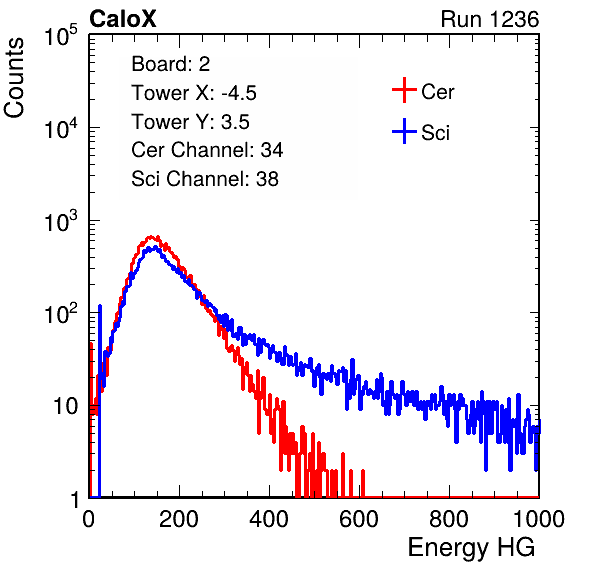 CaloX Run 1236
Counts
Board: 2
Tower X: -4.5
Tower Y: 3.5
Cer Channel: 34
Sci Channel: 38
Cer
Sci
10^5
10^4
10^3
10^2
10
1
0 200 400 600 800 1000
Energy HG